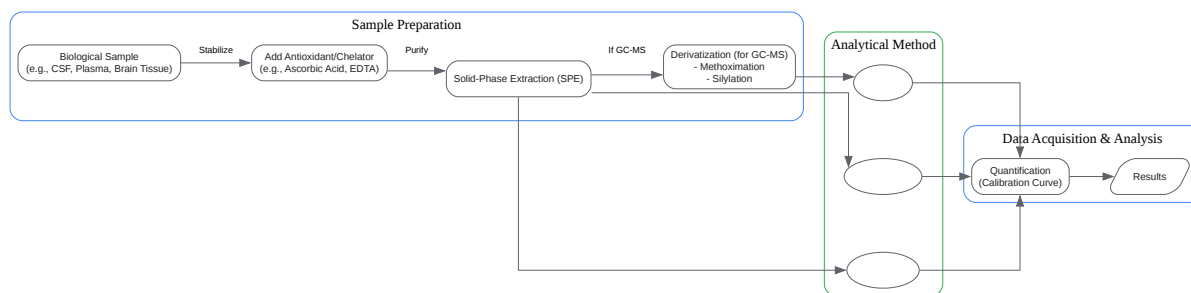 Sample Preparation
Biological Sample
(e.g., CSF, Plasma, Brain Tissue)
Stabilize
Add Antioxidant/Chelator
(e.g., Ascorbic Acid, EDTA)
Purify
Solid-Phase Extraction (SPE)
If GC-MS
Derivatization (for GC-MS)
- Methoximation
- Silylation
Analytical Method
Data Acquisition & Analysis
Quantification
(Calibration Curve)
Results